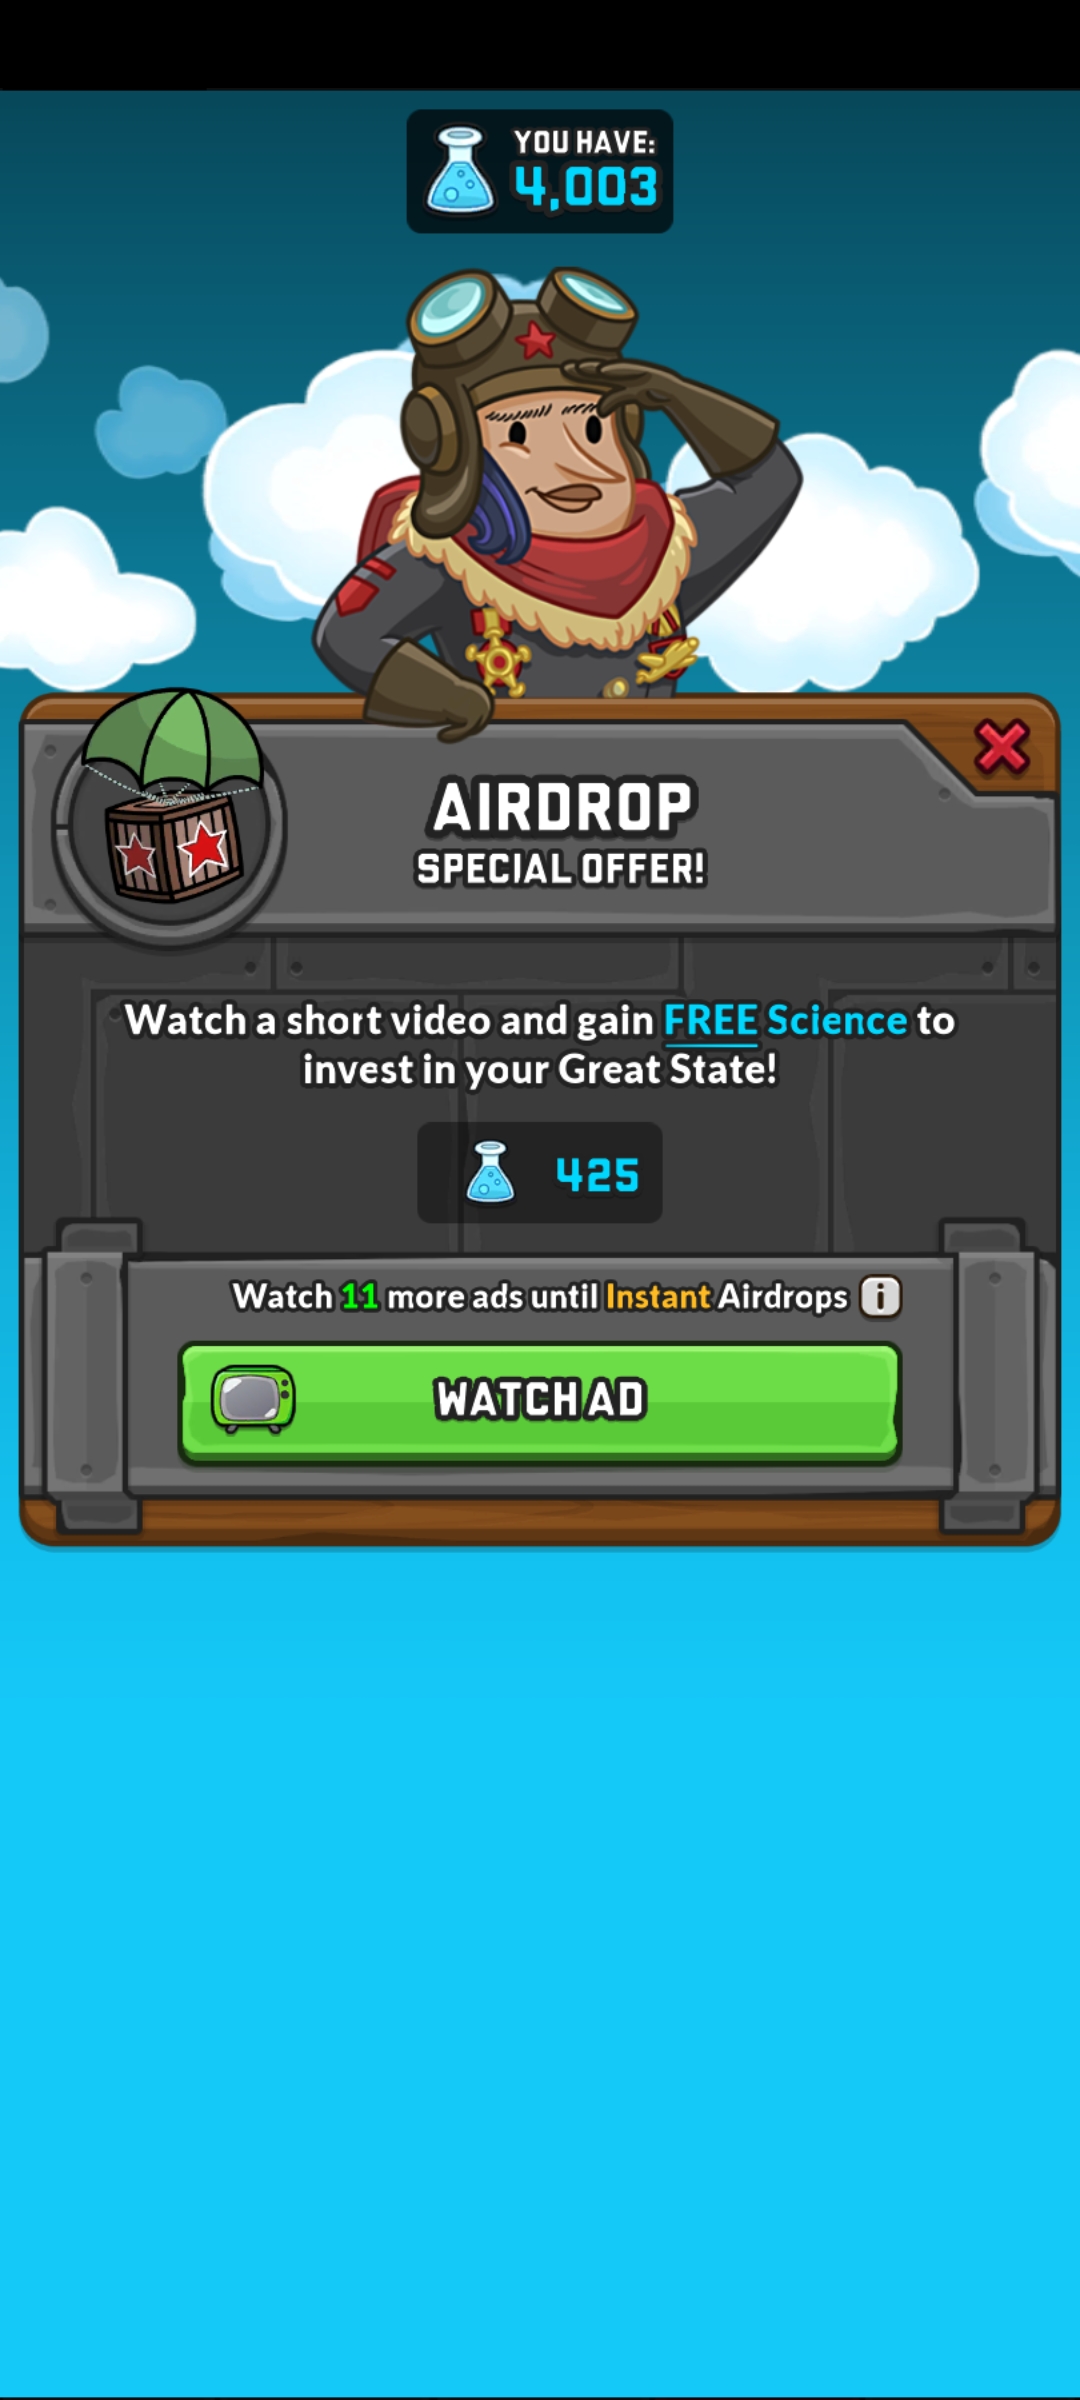 YOU HAVE:
4,003
AIRDROP
SPECIAL OFFER!
Watch a short video and gain FREE Science to
invest in your Great State!
425
Watch 11 more ads until Instant Airdrops i
WATCH AD